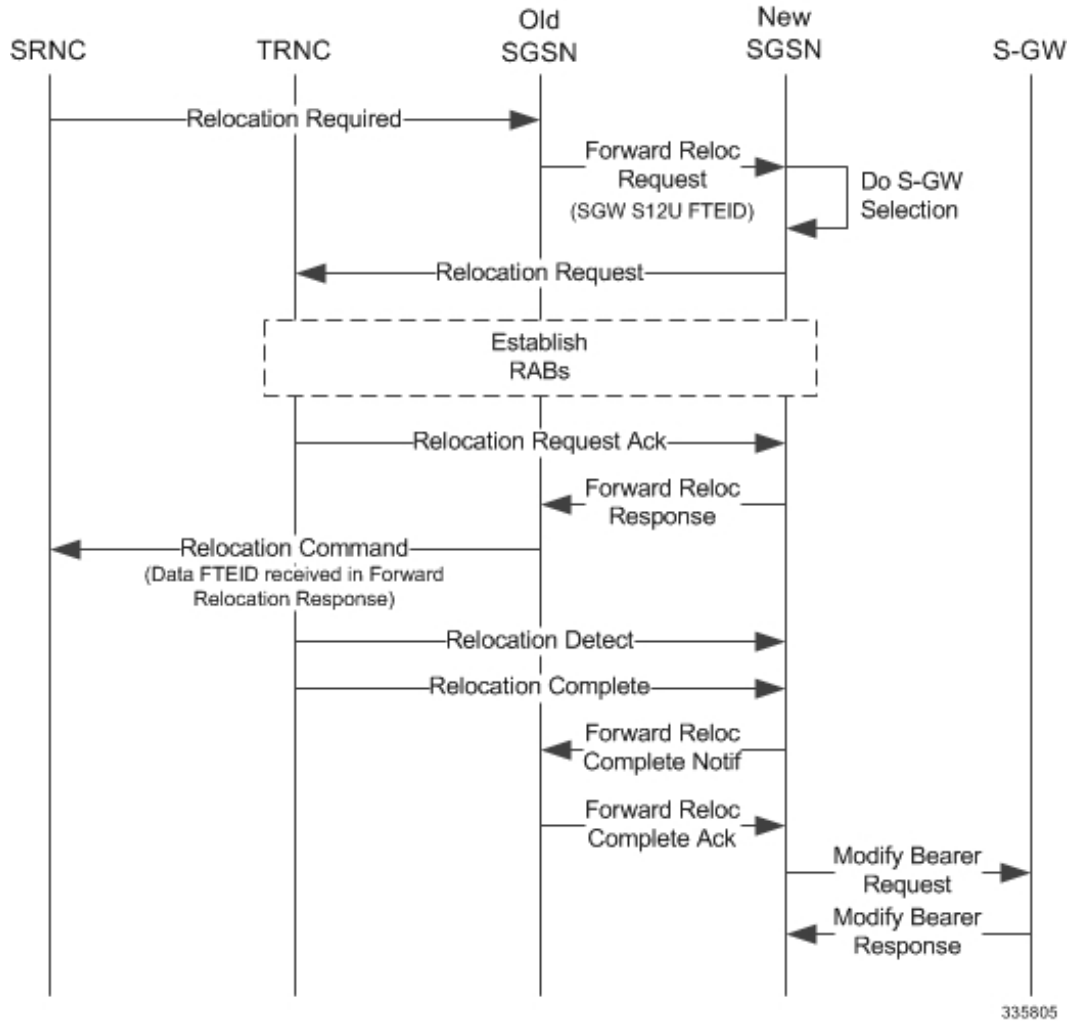 SRNC
TRNC
Old
SGSN
New
SGSN
S-GW
Relocation Required
Forward Reloc
Request
(SGW S12U FTEID)
Do S-GW
Selection
Relocation Request
Establish
RABs
Relocation Request Ack
Forward Reloc
Response
Relocation Command
(Data FTEID received in Forward
Relocation Response)
Relocation Detect
Relocation Complete
Forward Reloc
Complete Notif
Forward Reloc
Complete Ack
Modify Bearer
Request
Modify Bearer
Response
335805